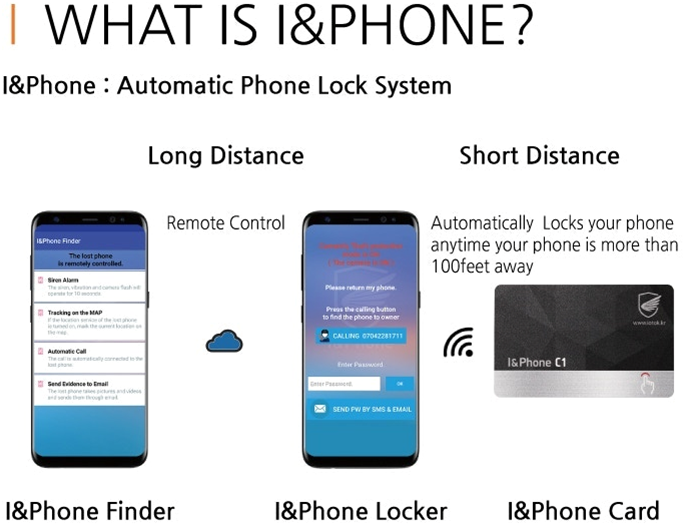 WHAT IS I&PHONE?
I&Phone : Automatic Phone Lock System
Long Distance
Short Distance
Remote Control
Automatically Locks your phone
anytime your phone is more than
100feet away
I&Phone Finder
The lost phone
is remotely controlled.
Siren Alarm
The siren, vibration and camera flash will
operate for 10 seconds.
Tracking on the MAP
If the location service of the lost phone
is turned on, mark the current location on
the map.
Automatic Call
The call is automatically connected to the
lost phone.
Send Evidence to Email
The lost phone takes pictures and videos,
and sends them through email.
Please return my phone.
Press the calling button
to find the phone to owner
CALLING 07042281711
Enter Password.
Enter Password.
OK
SEND PW BY SMS & EMAIL
I&Phone C1
I&Phone Finder
I&Phone Locker
I&Phone Card